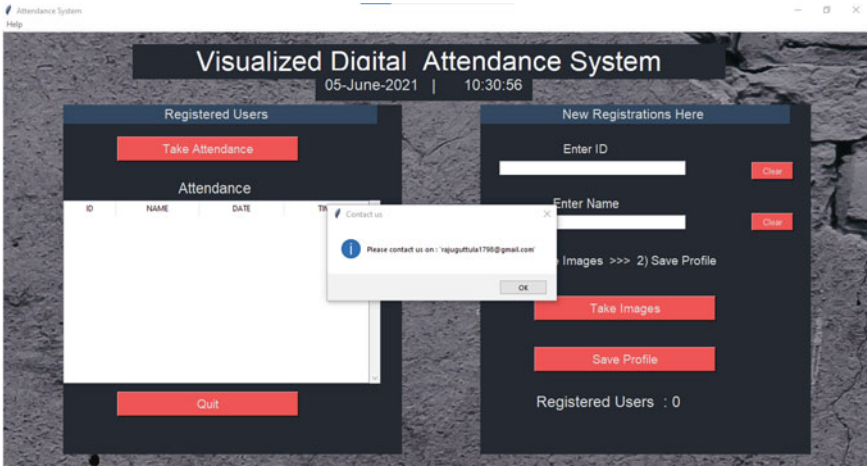 Attendance System
Help
Visualized Digital Attendance System
05-June-2021 | 10:30:56
Registered Users
Take Attendance
Attendance
ID NAME DATE
Quit
New Registrations Here
Enter ID
Clear
Enter Name
Clear
Images >>> 2) Save Profile
Take Images
Save Profile
Registered Users : 0
Contact us
Please contact us on : 'rajuguttula1798@gmail.com'
OK